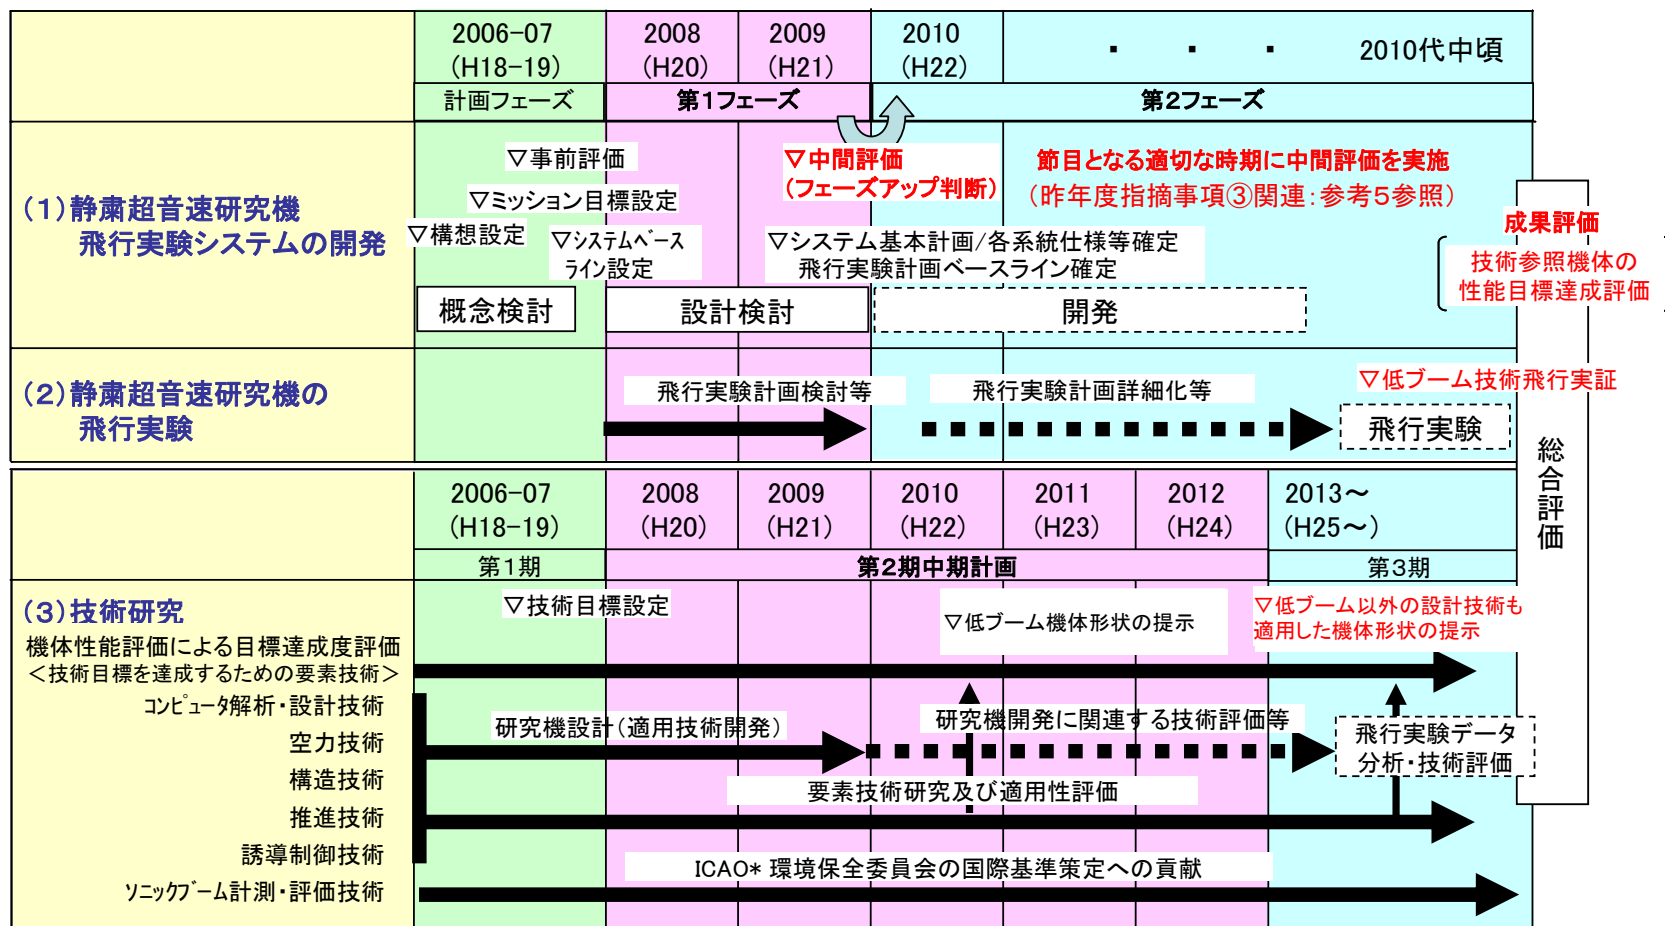 2006-07
(H18-19)
2008
(H20)
2009
(H21)
2010
(H22)
・ ・ ・ 2010代中頃
計画フェーズ
第1フェーズ
第2フェーズ
(1)静粛超音速研究機
飛行実験システムの開発
▽事前評価
▽ミッション目標設定
▽構想設定
▽システムベース
ライン設定
▽中間評価
(フェーズアップ判断)
▽システム基本計画/各系統仕様等確定
飛行実験計画ベースライン確定
節目となる適切な時期に中間評価を実施
(昨年度指摘事項③関連:参考5参照)
成果評価
技術参照機体の
性能目標達成評価
概念検討
設計検討
開発
(2)静粛超音速研究機の
飛行実験
飛行実験計画検討等
飛行実験計画詳細化等
▽低ブーム技術飛行実証
飛行実験
総合評価
2006-07
(H18-19)
2008
(H20)
2009
(H21)
2010
(H22)
2011
(H23)
2012
(H24)
2013～
(H25～)
第1期
第2期中期計画
第3期
(3)技術研究
機体性能評価による目標達成度評価
＜技術目標を達成するための要素技術＞
コンピュータ解析・設計技術
空力技術
構造技術
推進技術
誘導制御技術
ソニックブーム計測・評価技術
▽技術目標設定
▽低ブーム機体形状の提示
▽低ブーム以外の設計技術も
適用した機体形状の提示
研究機設計(適用技術開発)
研究機開発に関連する技術評価等
飛行実験データ
分析・技術評価
要素技術研究及び適用性評価
ICAO* 環境保全委員会の国際基準策定への貢献